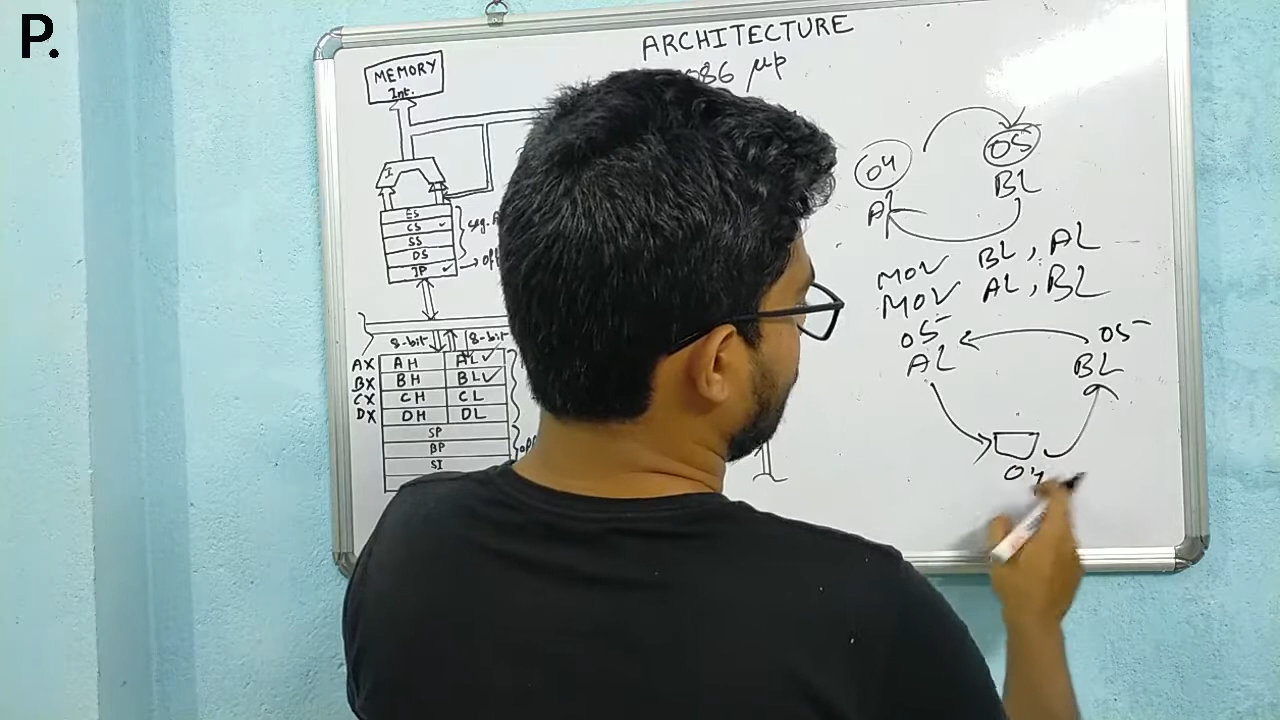 P.
ARCHITECTURE
086 μp
MEMORY
Int.
I
ES
CS ✓
SS
DS
IP ✓
seg.
8-bit
8-bit
AX AH AL ✓
BX BH BL ✓
CX CH CL
DX DH DL
SP
BP
SI
04 05
AL BL
MOV BL, AL
MOV AL, BL
05 05
AL BL
04